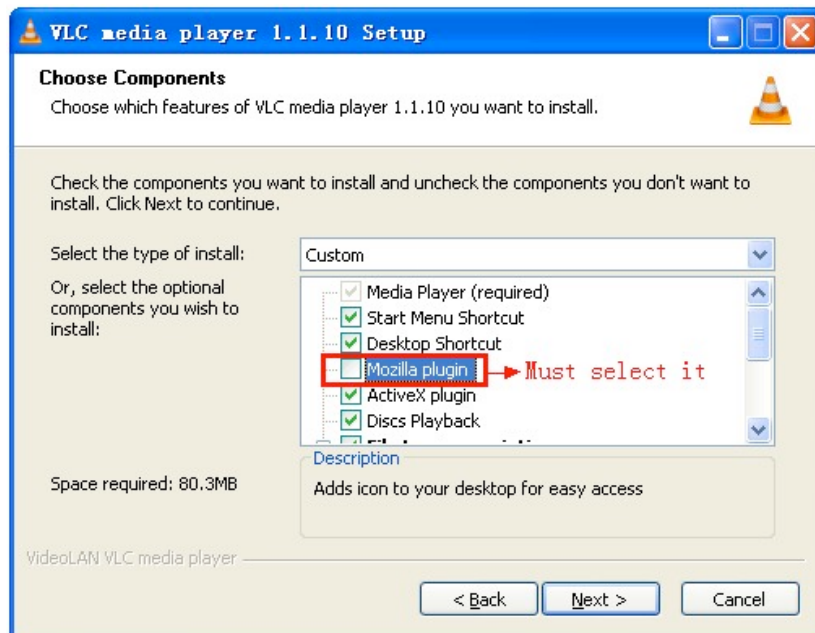 VLC media player 1.1.10 Setup
Choose Components
Choose which features of VLC media player 1.1.10 you want to install.
Check the components you want to install and uncheck the components you don't want to
install. Click Next to continue.
Select the type of install:
Custom
Or, select the optional
components you wish to
install:
Media Player (required)
Start Menu Shortcut
Desktop Shortcut
Mozilla plugin
Must select it
ActiveX plugin
Discs Playback
Space required: 80.3MB
Description
Adds icon to your desktop for easy access
VideoLAN VLC media player
< Back
Next >
Cancel